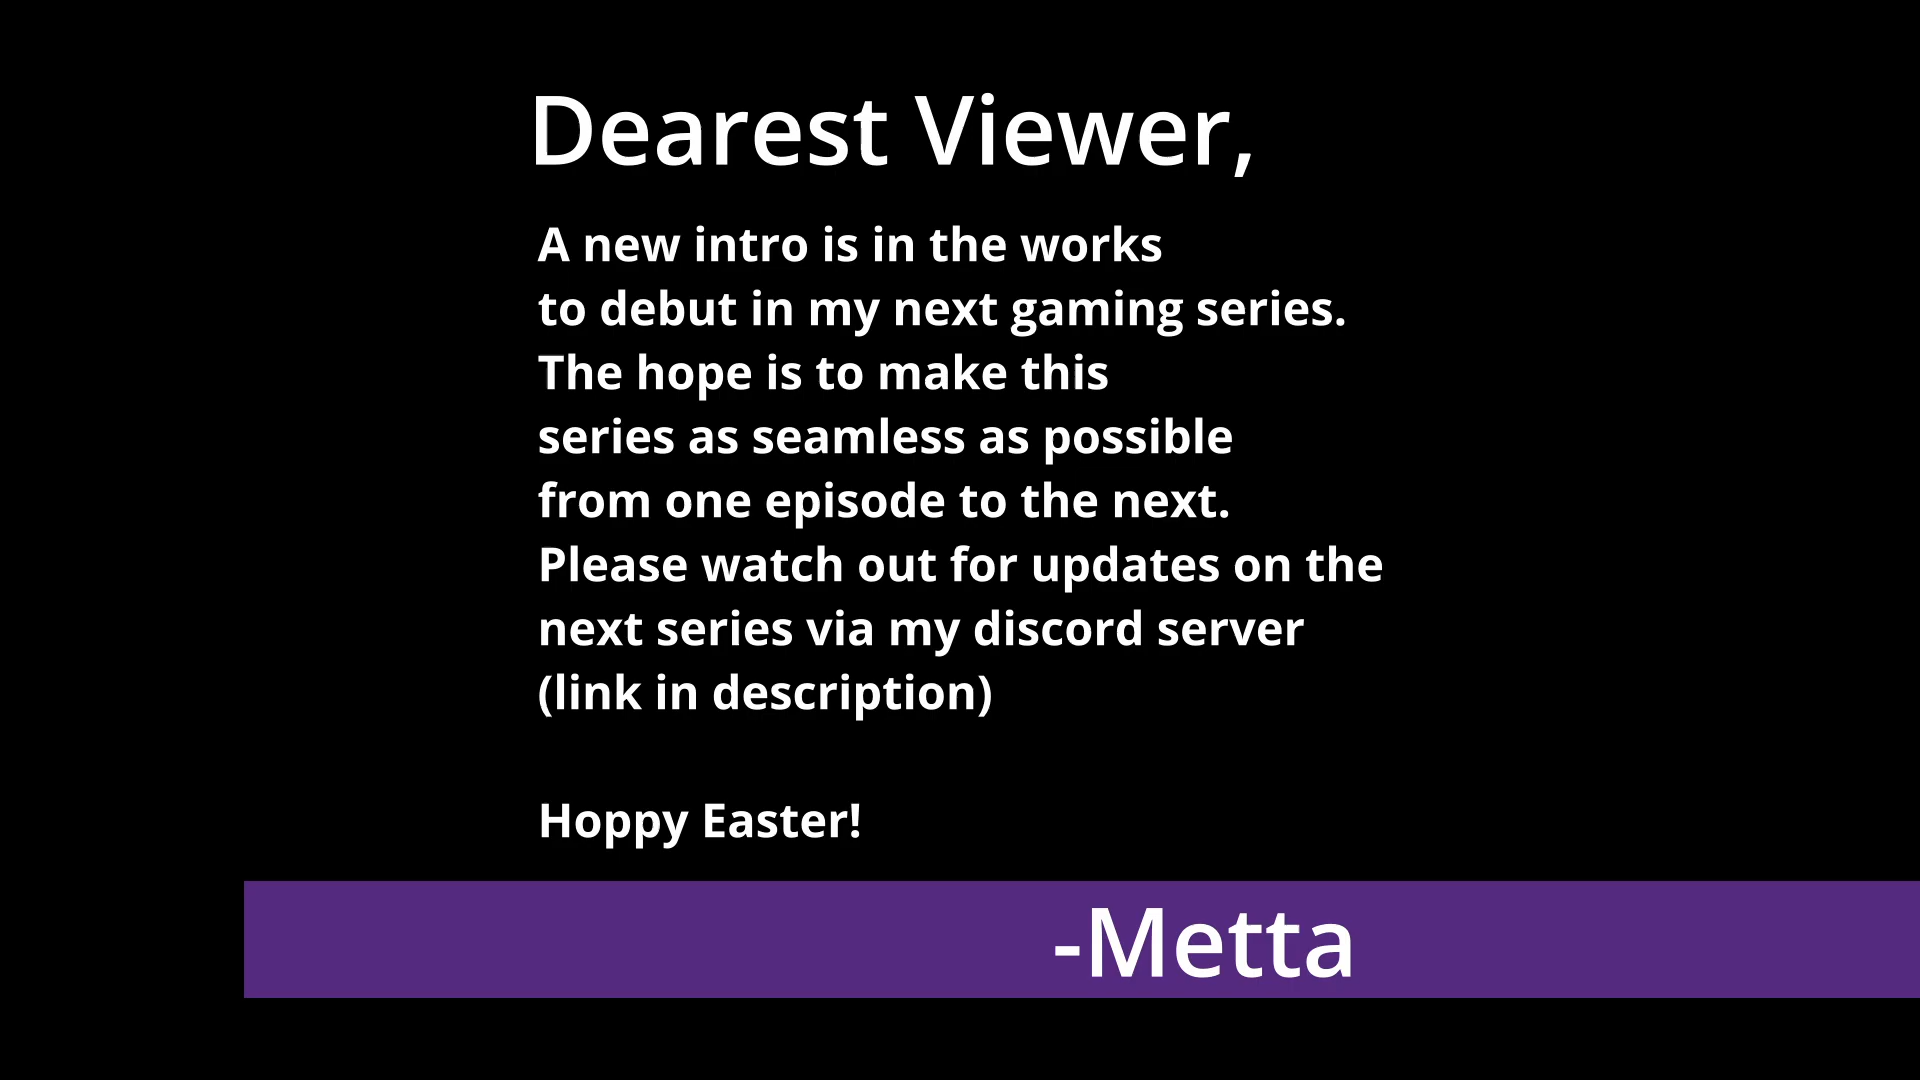 Dearest Viewer,
A new intro is in the works
to debut in my next gaming series.
The hope is to make this
series as seamless as possible
from one episode to the next.
Please watch out for updates on the
next series via my discord server
(link in description)
Hoppy Easter!
-Metta